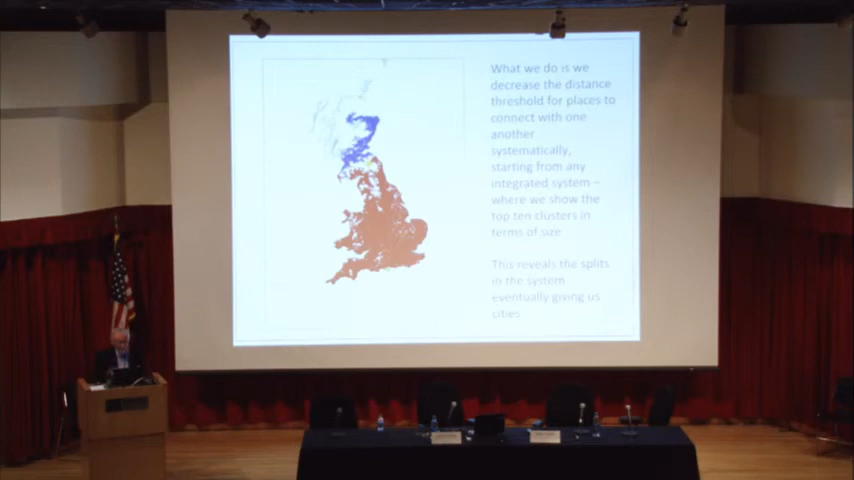 What we do is we
decrease the distance
threshold for places to
connect with one
another
systematically,
starting from any
integrated system –
where we show the
top ten clusters in
terms of size
This reveals the splits
in the system
eventually giving us
cities